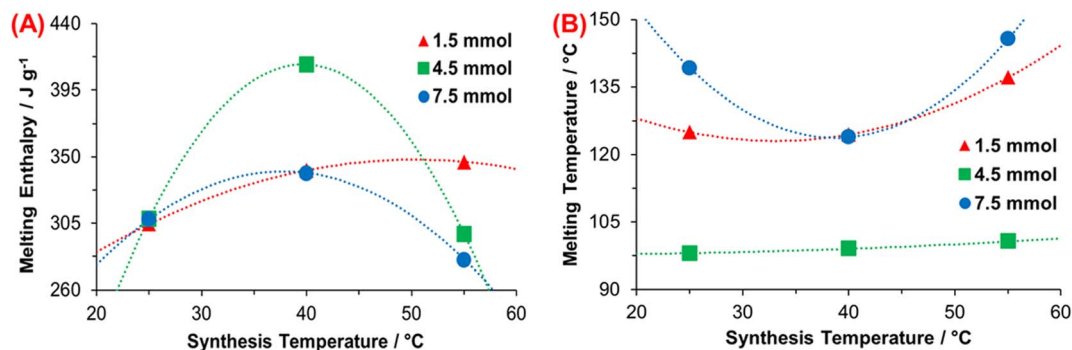 (A)
Melting Enthalpy / J g⁻¹
440
395
350
305
260
20
30
40
50
60
Synthesis Temperature / °C
1.5 mmol
4.5 mmol
7.5 mmol
(B)
Melting Temperature / °C
150
135
120
105
90
20
30
40
50
60
Synthesis Temperature / °C
1.5 mmol
4.5 mmol
7.5 mmol